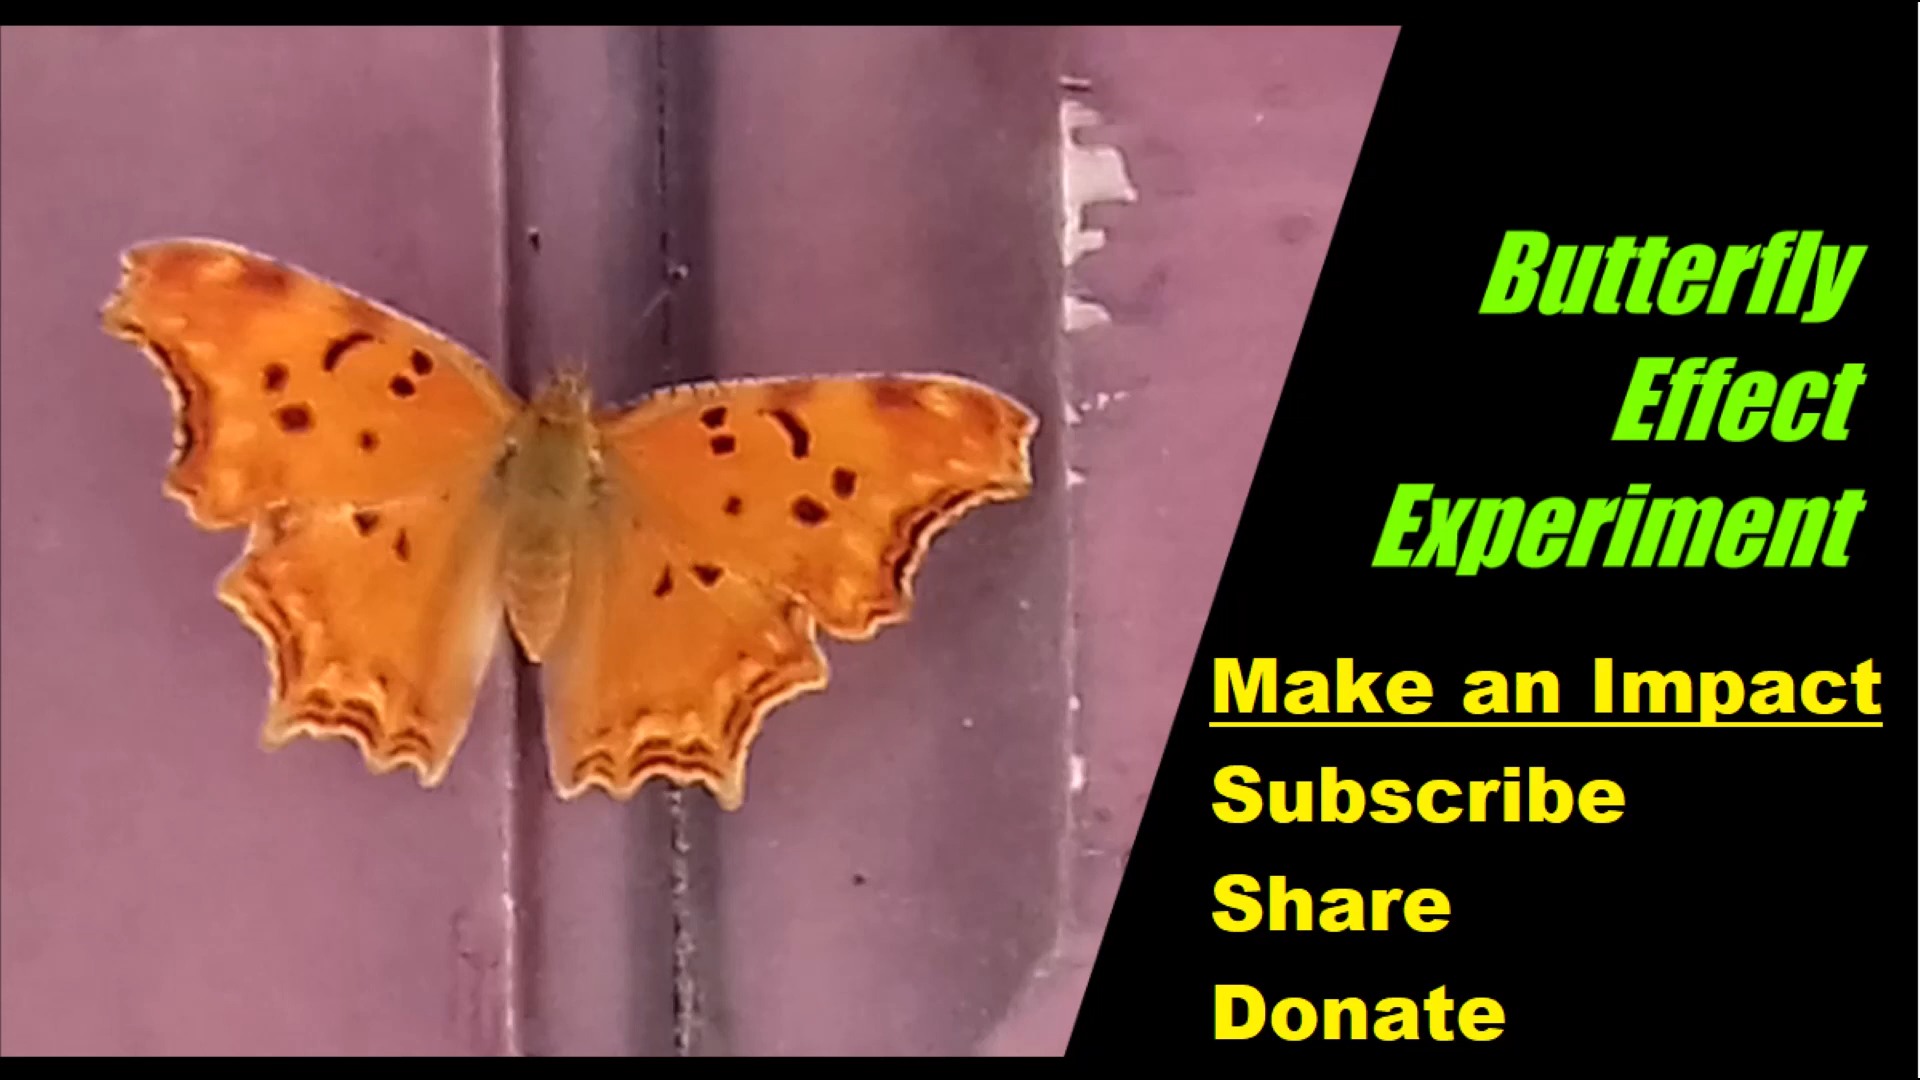 Butterfly
Effect
Experiment
Make an Impact
Subscribe
Share
Donate